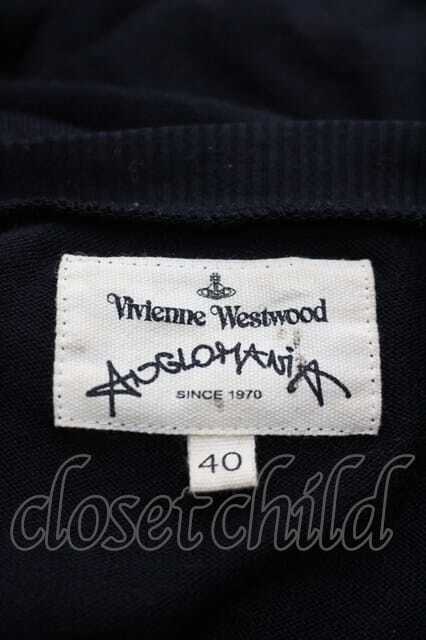 Vivienne Westwood
ANGLOMANIA
SINCE 1970
40
closet child